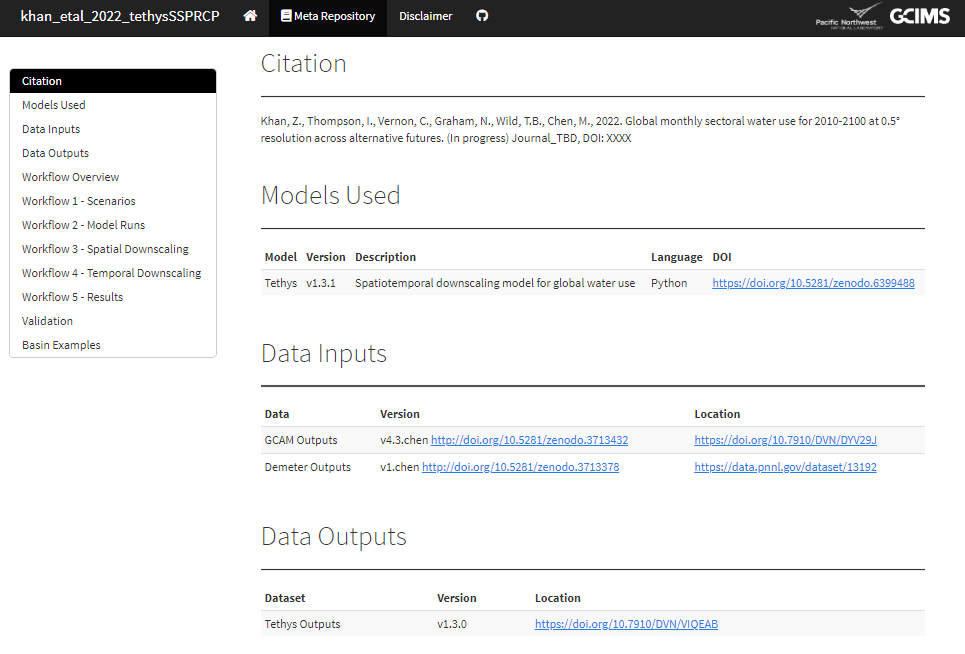 khan_etal_2022_tethysSSPRCP Meta Repository Disclaimer Pacific Northwest NATIONAL LABORATORY GCIMS
Citation
Models Used
Data Inputs
Data Outputs
Workflow Overview
Workflow 1 - Scenarios
Workflow 2 - Model Runs
Workflow 3 - Spatial Downscaling
Workflow 4 - Temporal Downscaling
Workflow 5 - Results
Validation
Basin Examples
Citation
Khan, Z., Thompson, I., Vernon, C., Graham, N., Wild, T.B., Chen, M., 2022. Global monthly sectoral water use for 2010-2100 at 0.5°
resolution across alternative futures. (In progress) Journal_TBD, DOI: XXXX
Models Used
Model Version Description Language DOI
Tethys v1.3.1 Spatiotemporal downscaling model for global water use Python https://doi.org/10.5281/zenodo.6399488
Data Inputs
Data Version Location
GCAM Outputs v4.3.chen http://doi.org/10.5281/zenodo.3713432 https://doi.org/10.7910/DVN/DYV29J
Demeter Outputs v1.chen http://doi.org/10.5281/zenodo.3713378 https://data.pnnl.gov/dataset/13192
Data Outputs
Dataset Version Location
Tethys Outputs v1.3.0 https://doi.org/10.7910/DVN/VIQEAB